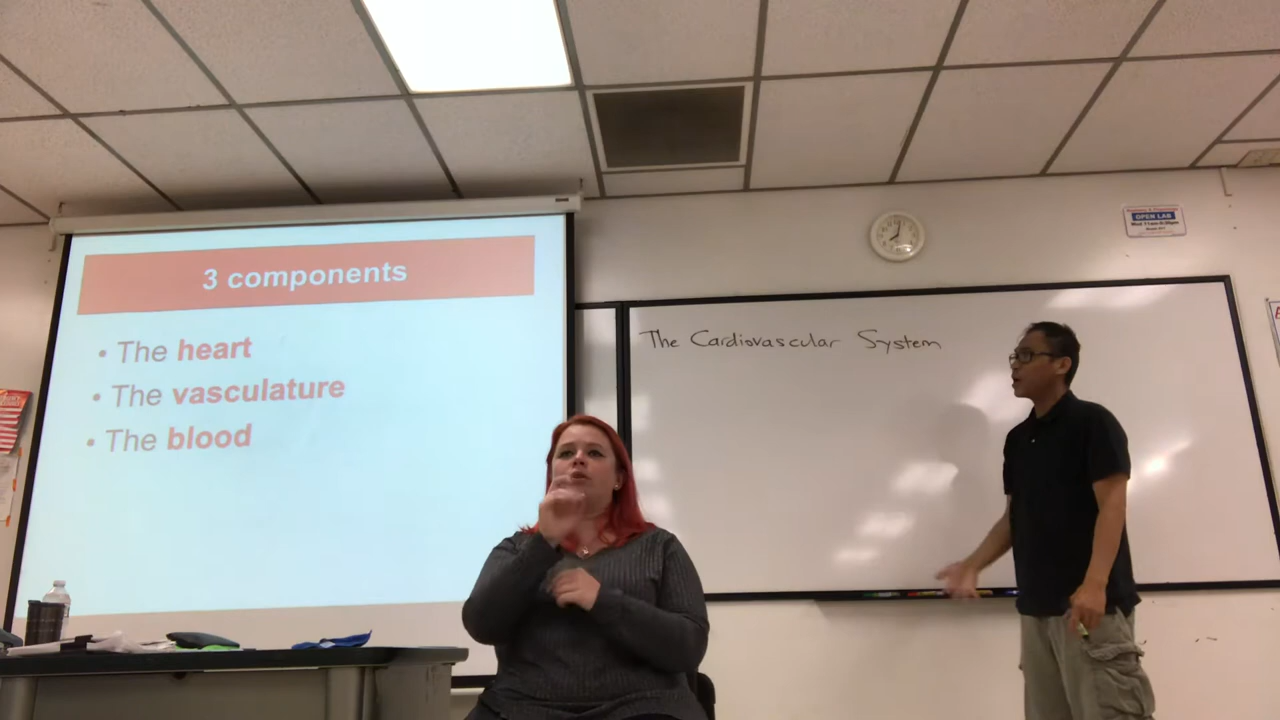 3 components
• The heart
• The vasculature
• The blood
The Cardiovascular System
OPEN LAB